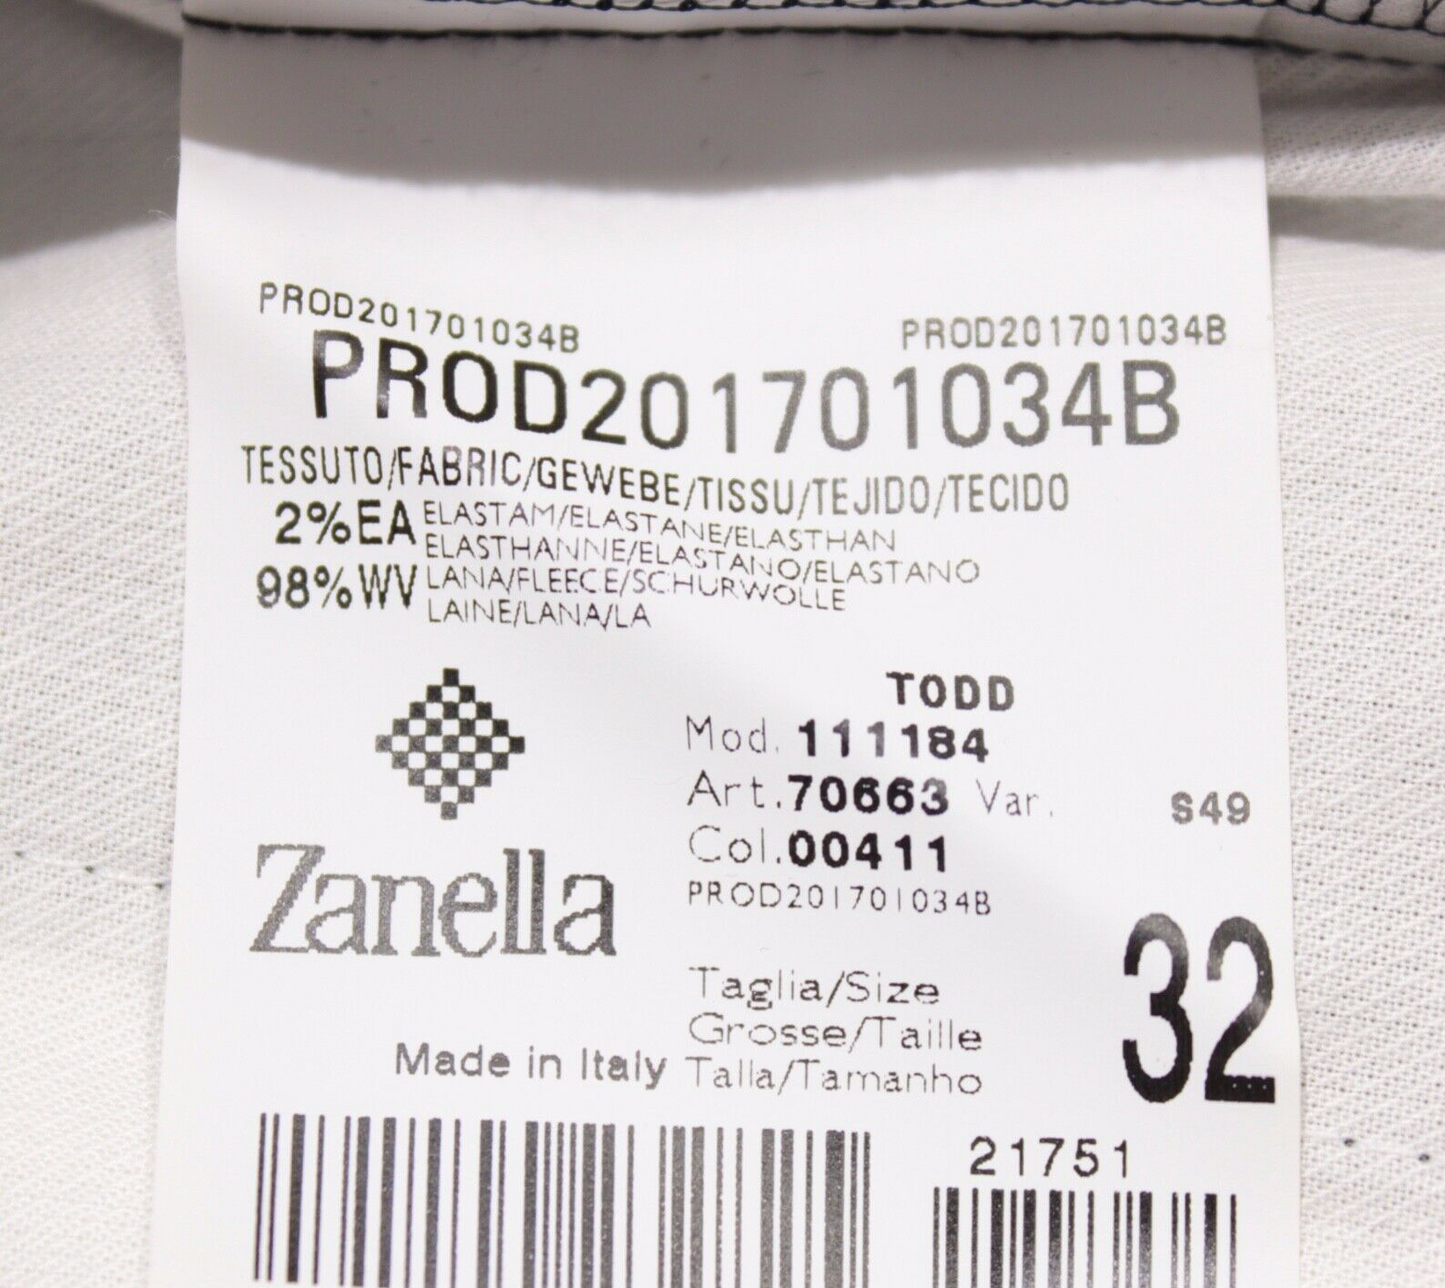 PROD201701034B PROD201701034B
PROD201701034B
TESSUTO/FABRIC/GEWEBE/TISSU/TEJIDO/TECIDO
2%EA ELASTAM/ELASTANE/ELASTHAN
ELASTHANNE/ELASTANO/ELASTANO
98%WV LANA/FLEECE/SCHURWOLLE
LAINE/LANA/LA
TODD
Mod. 111184
Art.70663 Var. S49
Col.00411
PROD201701034B
Zanella
32
Taglia/Size
Grosse/Taille
Made in Italy Talla/Tamanho
21751